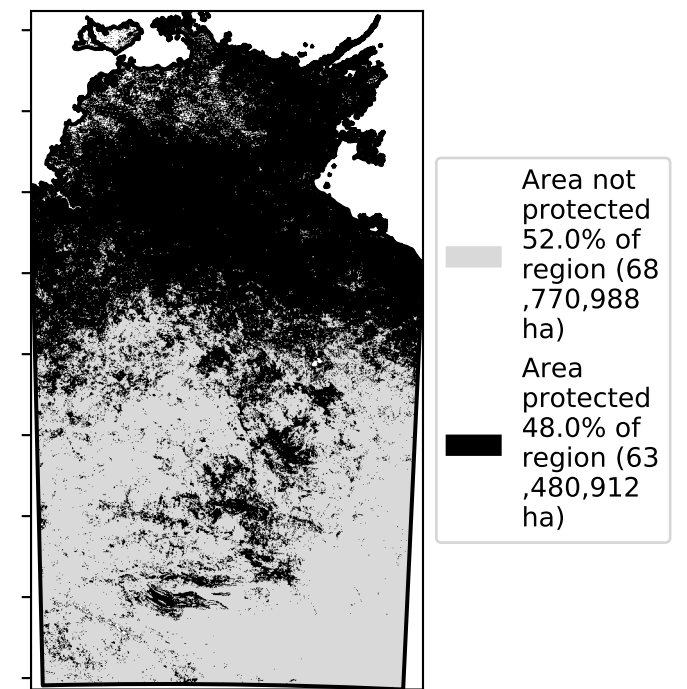 Area not
protected
52.0% of
region (68
,770,988
ha)
Area
protected
48.0% of
region (63
,480,912
ha)